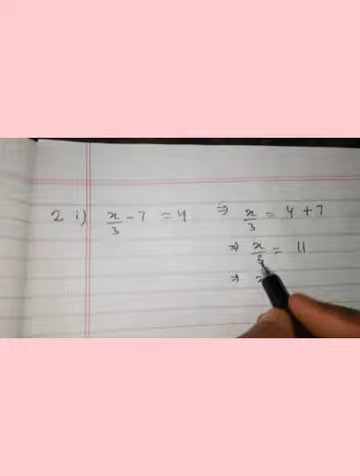 2 i) x/3 - 7 = 4 ⇒ x/3 = 4 + 7
⇒ x/3 = 11
⇒ x